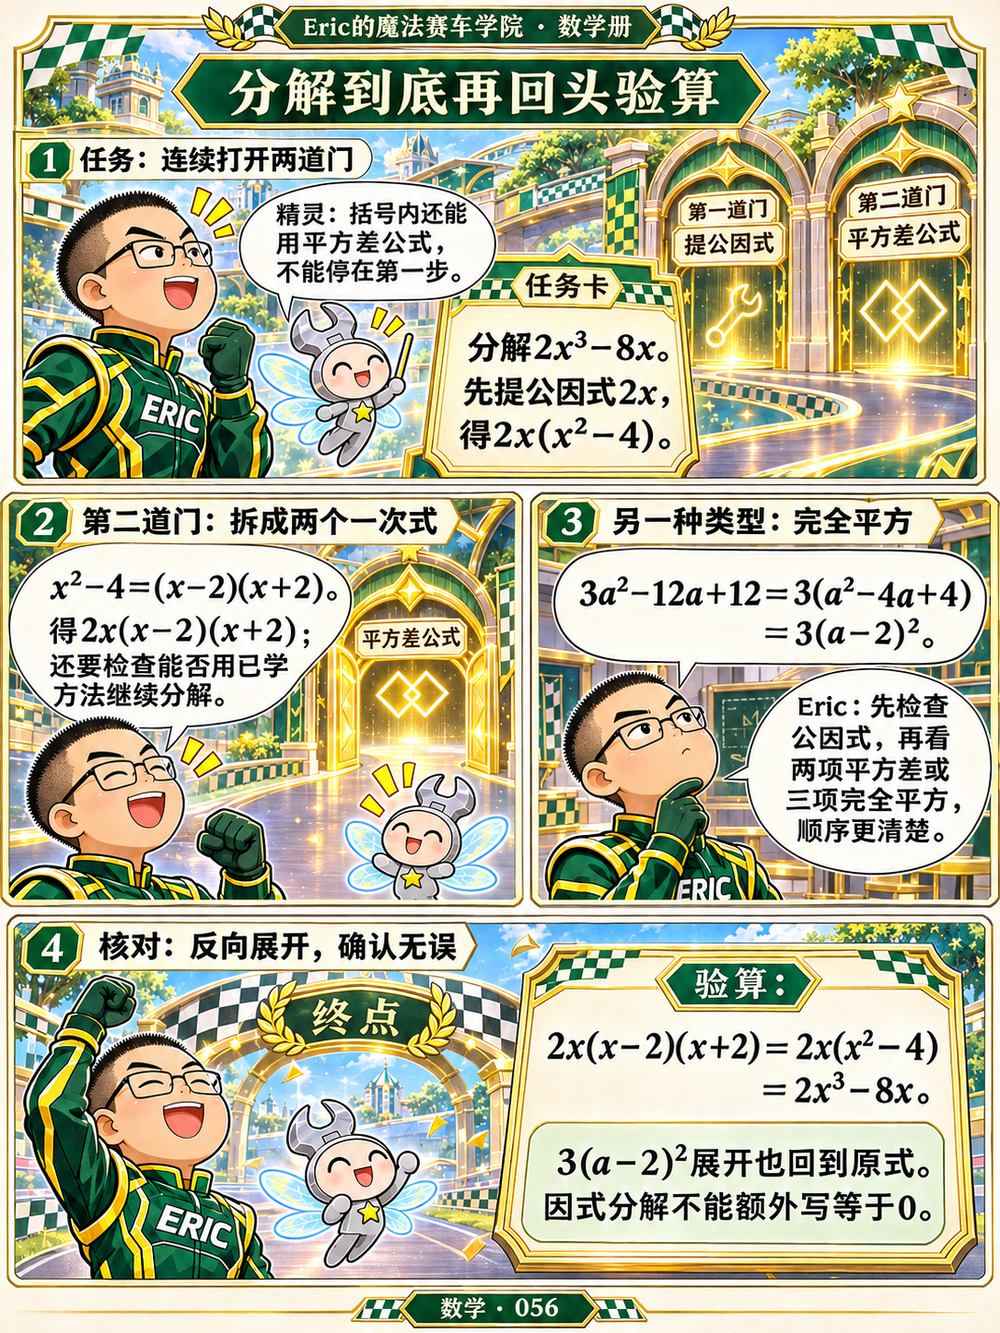 Eric的魔法赛车学院 · 数学册
分解到底再回头验算
1 任务：连续打开两道门
精灵：括号内还能
用平方差公式，
不能停在第一步。
第一道门
提公因式
第二道门
平方差公式
任务卡
分解2x³−8x。
先提公因式2x，
得2x(x²−4)。
ERIC
2 第二道门：拆成两个一次式
x²−4=(x−2)(x+2)。
得2x(x−2)(x+2)；
还要检查能否用已学
方法继续分解。
平方差公式
3 另一种类型：完全平方
3a²−12a+12=3(a²−4a+4)
=3(a−2)²。
Eric：先检查
公因式，再看
两项平方差或
三项完全平方，
顺序更清楚。
ERIC
4 核对：反向展开，确认无误
终点
ERIC
验算：
2x(x−2)(x+2)=2x(x²−4)
=2x³−8x。
3(a−2)²展开也回到原式。
因式分解不能额外写等于0。
数学 · 056